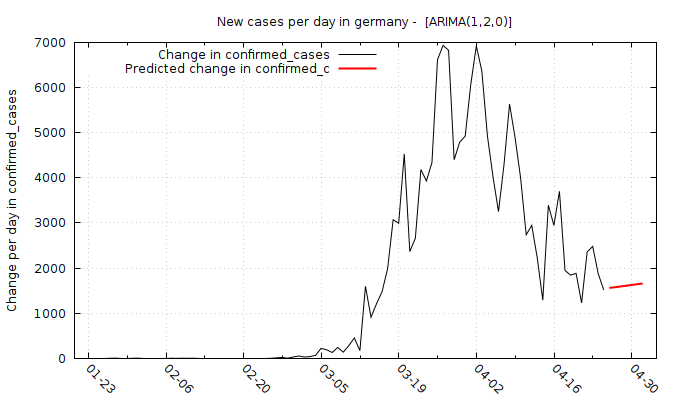 New cases per day in germany -  [ARIMA(1,2,0)]
Change in confirmed_cases
Predicted change in confirmed_c
Change per day in confirmed_cases
7000
6000
5000
4000
3000
2000
1000
0
01-23 02-06 02-20 03-05 03-19 04-02 04-16 04-30